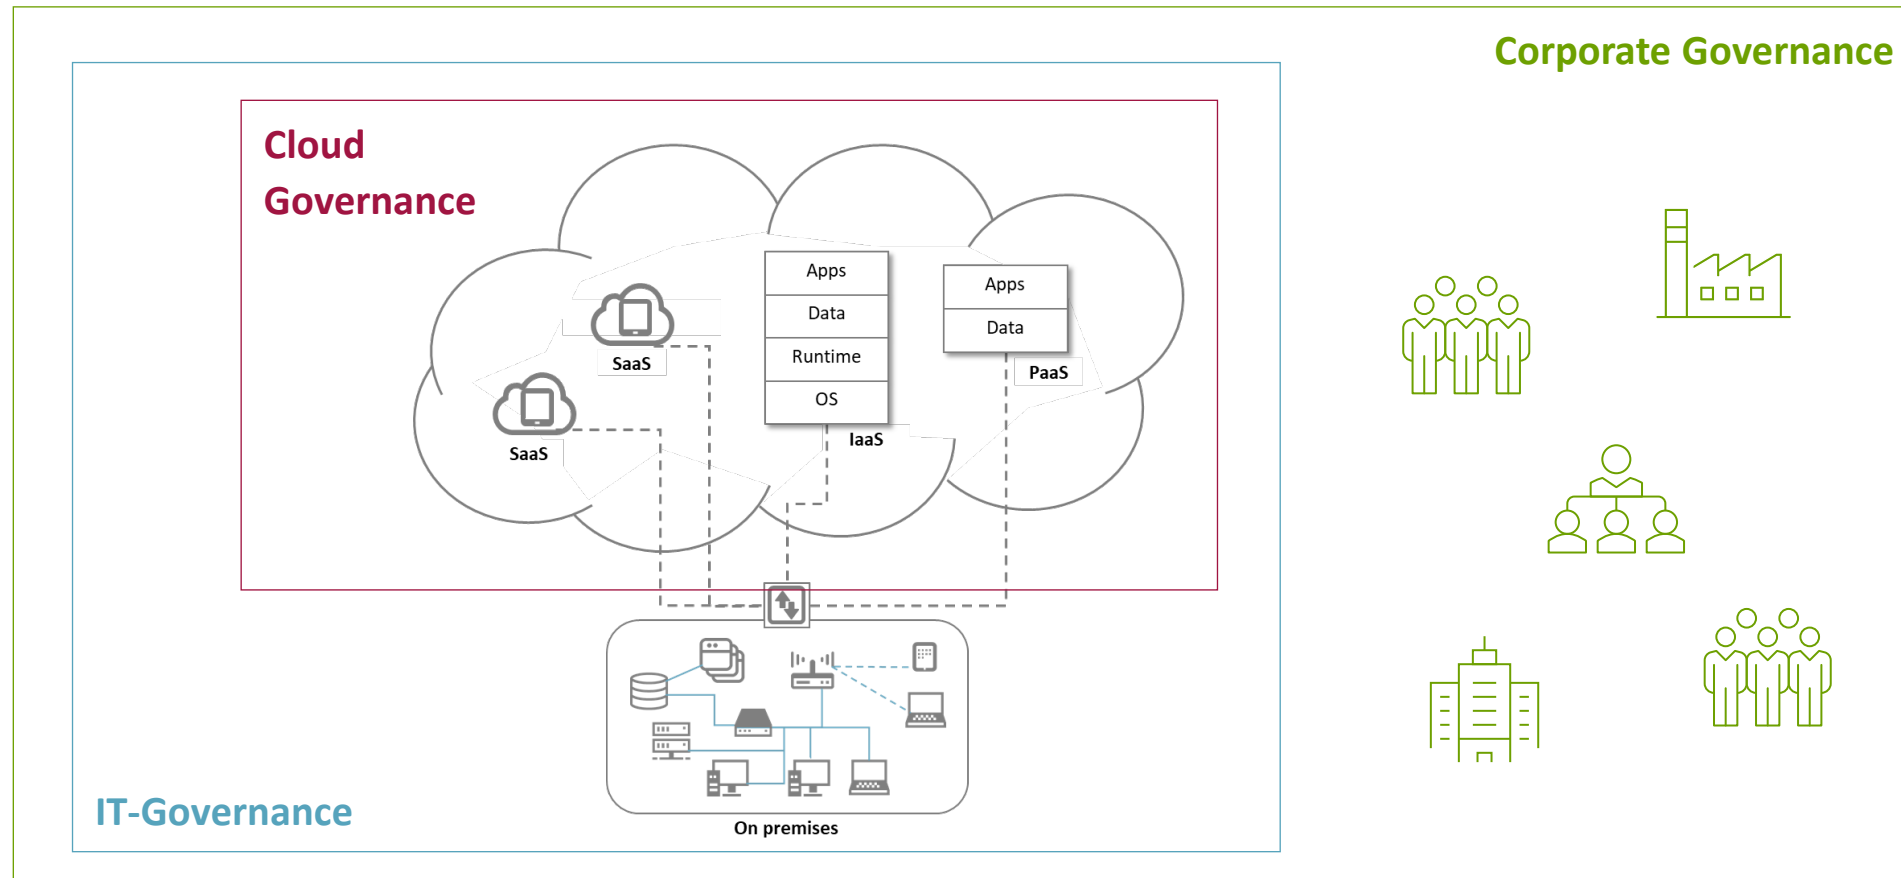 Corporate Governance
Cloud
Governance
Apps
Data
Runtime
OS
IaaS
Apps
Data
PaaS
SaaS
SaaS
On premises
IT-Governance